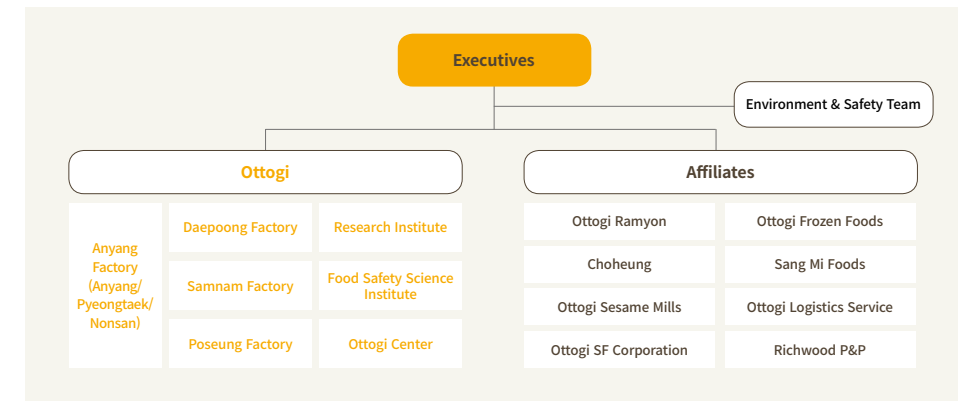 Executives
Environment & Safety Team
Ottogi
Anyang
Factory
(Anyang/
Pyeongtaek/
Nonsan)
Daepoong Factory
Research Institute
Samnam Factory
Food Safety Science
Institute
Poseung Factory
Ottogi Center
Affiliates
Ottogi Ramyon
Ottogi Frozen Foods
Choheung
Sang Mi Foods
Ottogi Sesame Mills
Ottogi Logistics Service
Ottogi SF Corporation
Richwood P&P